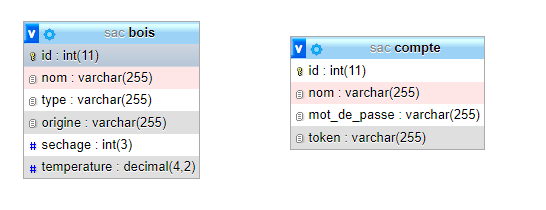 sac bois
id : int(11)
nom : varchar(255)
type : varchar(255)
origine : varchar(255)
# sechage : int(3)
# temperature : decimal(4,2)
sac compte
id : int(11)
nom : varchar(255)
mot_de_passe : varchar(255)
token : varchar(255)